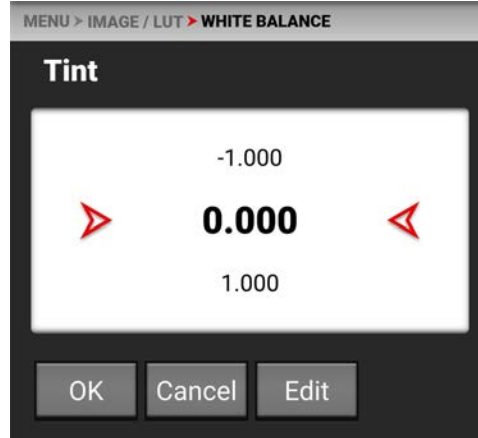 MENU > IMAGE / LUT > WHITE BALANCE
Tint
-1.000
0.000
1.000
OK Cancel Edit